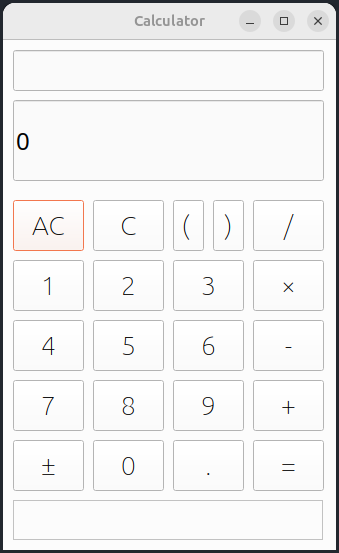 Calculator
0
AC C ( ) /
1 2 3 ×
4 5 6 -
7 8 9 +
± 0 . =